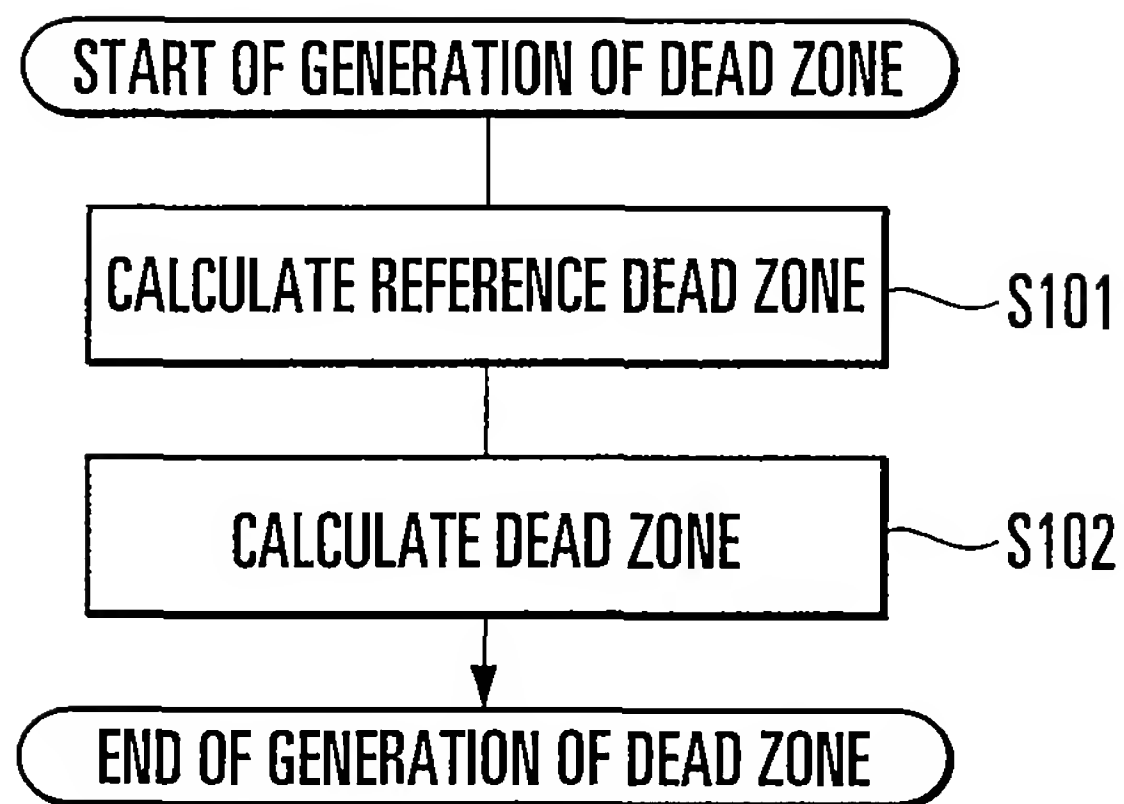 START OF GENERATION OF DEAD ZONE
CALCULATE REFERENCE DEAD ZONE
S101
CALCULATE DEAD ZONE
S102
END OF GENERATION OF DEAD ZONE